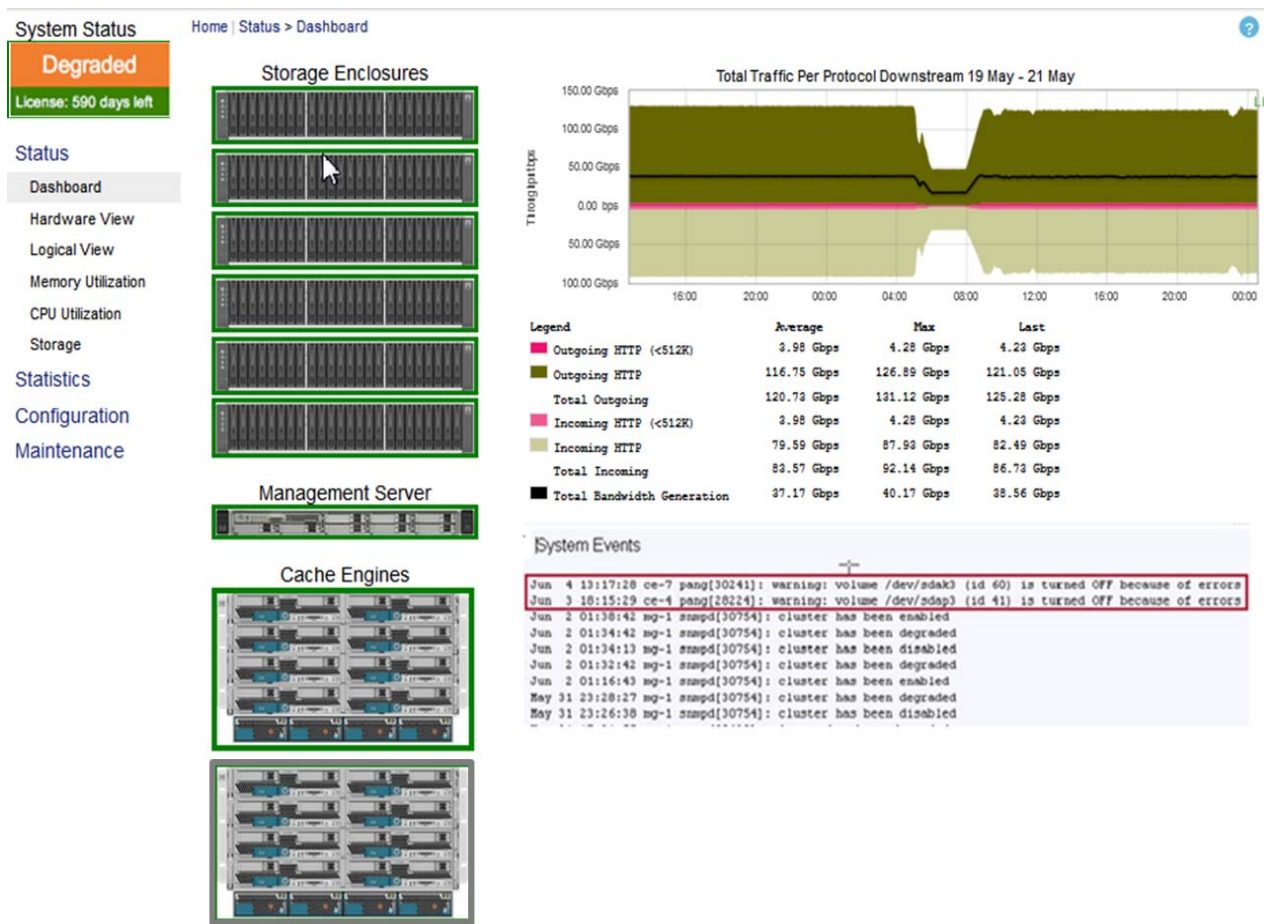 System Status
Degraded
License: 590 days left
Status
Dashboard
Hardware View
Logical View
Memory Utilization
CPU Utilization
Storage
Statistics
Configuration
Maintenance
Home | Status > Dashboard
?
Storage Enclosures
Management Server
Cache Engines
Total Traffic Per Protocol Downstream 19 May - 21 May
150.00 Gbps
100.00 Gbps
50.00 Gbps
0.00 bps
50.00 Gbps
100.00 Gbps
16:00 20:00 00:00 04:00 08:00 12:00 16:00 20:00 00:00
Legend Average Max Last
Outgoing HTTP (<512K) 3.98 Gbps 4.28 Gbps 4.23 Gbps
Outgoing HTTP 116.75 Gbps 126.89 Gbps 121.05 Gbps
Total Outgoing 120.73 Gbps 131.12 Gbps 125.28 Gbps
Incoming HTTP (<512K) 3.98 Gbps 4.28 Gbps 4.23 Gbps
Incoming HTTP 79.59 Gbps 87.93 Gbps 82.49 Gbps
Total Incoming 83.57 Gbps 92.14 Gbps 86.73 Gbps
Total Bandwidth Generation 37.17 Gbps 40.17 Gbps 38.56 Gbps
System Events
Jun 4 13:17:28 ce-7 pang[30241]: warning: volume /dev/sdak3 (id 60) is turned OFF because of errors
Jun 3 18:15:29 ce-4 pang[28224]: warning: volume /dev/sdap3 (id 41) is turned OFF because of errors
Jun 2 01:38:42 mg-1 snmpd[30754]: cluster has been enabled
Jun 2 01:34:42 mg-1 snmpd[30754]: cluster has been degraded
Jun 2 01:34:13 mg-1 snmpd[30754]: cluster has been disabled
Jun 2 01:32:42 mg-1 snmpd[30754]: cluster has been degraded
Jun 2 01:16:43 mg-1 snmpd[30754]: cluster has been enabled
May 31 23:28:27 mg-1 snmpd[30754]: cluster has been degraded
May 31 23:26:38 mg-1 snmpd[30754]: cluster has been disabled